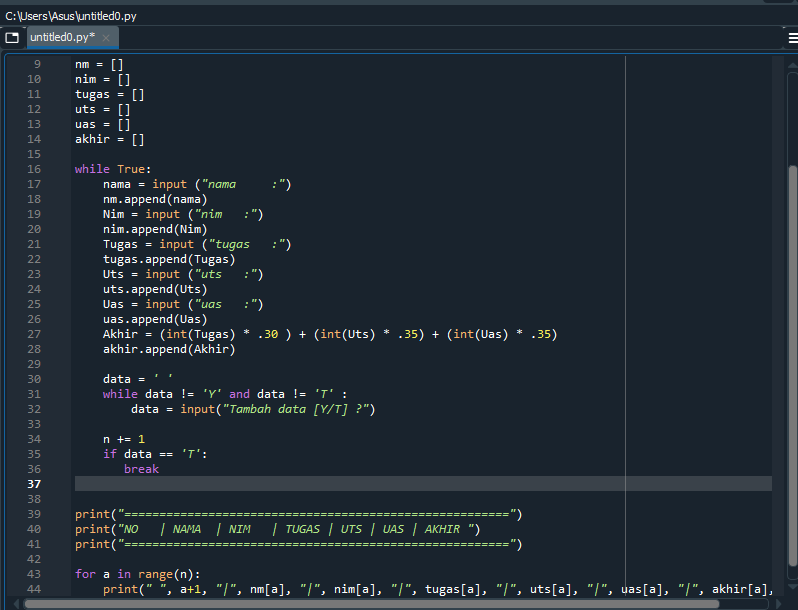 C:\Users\Asus\untitled0.py
untitled0.py*
9 nm = []
10 nim = []
11 tugas = []
12 uts = []
13 uas = []
14 akhir = []
15
16 while True:
17     nama = input ("nama     :")
18     nm.append(nama)
19     Nim = input ("nim   :")
20     nim.append(Nim)
21     Tugas = input ("tugas   :")
22     tugas.append(Tugas)
23     Uts = input ("uts   :")
24     uts.append(Uts)
25     Uas = input ("uas   :")
26     uas.append(Uas)
27     Akhir = (int(Tugas) * .30 ) + (int(Uts) * .35) + (int(Uas) * .35)
28     akhir.append(Akhir)
29
30     data = ' '
31     while data != 'Y' and data != 'T' :
32         data = input("Tambah data [Y/T] ?")
33
34     n += 1
35     if data == 'T':
36        break
37
38
39 print("=======================================================")
40 print("NO   | NAMA  | NIM   | TUGAS | UTS | UAS | AKHIR ")
41 print("=======================================================")
42
43 for a in range(n):
44     print(" ", a+1, "|", nm[a], "|", nim[a], "|", tugas[a], "|", uts[a], "|", uas[a], "|", akhir[a],